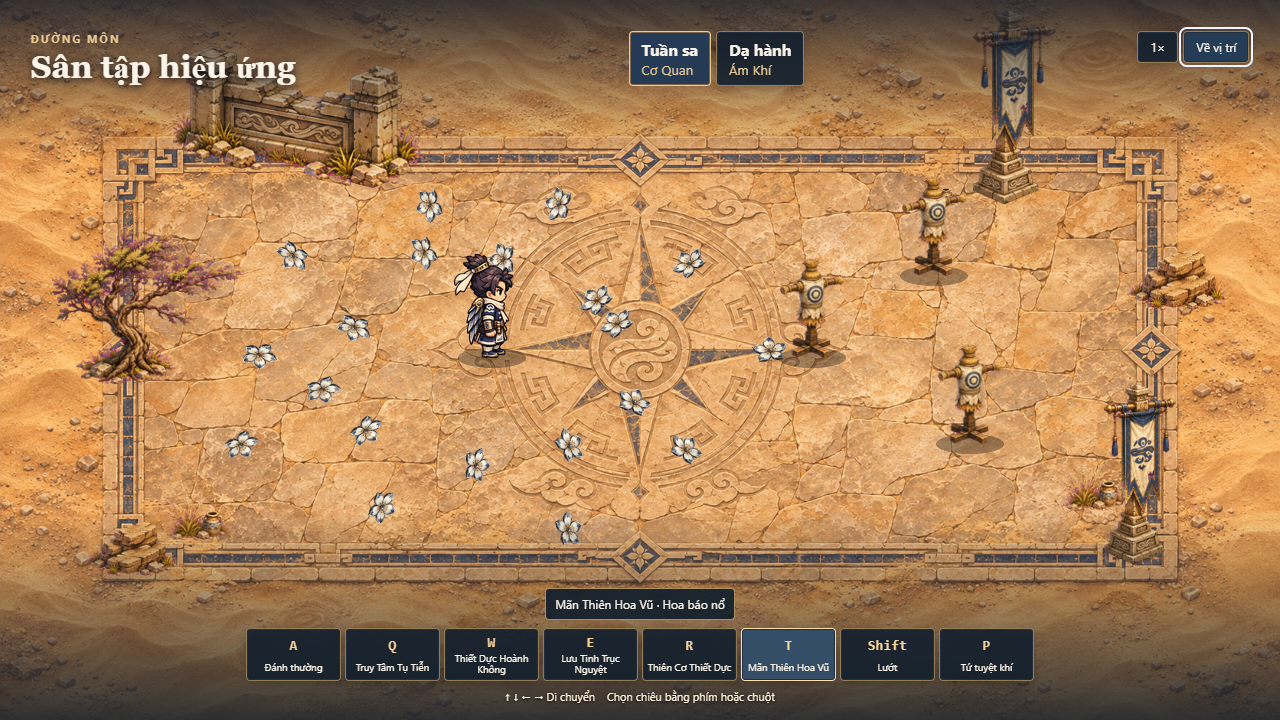 ĐƯỜNG MÔN
Sân tập hiệu ứng
Tuần sa
Cơ Quan
Dạ hành
Ám Khí
1×
Về vị trí
Mãn Thiên Hoa Vũ · Hoa báo nổ
A
Đánh thường
Q
Truy Tâm Tụ Tiễn
W
Thiết Dực Hoành
Không
E
Lưu Tinh Trục
Nguyệt
R
Thiên Cơ Thiết Dực
T
Mãn Thiên Hoa Vũ
Shift
Lướt
P
Tứ tuyệt khí
↑ ↓ ← → Di chuyển Chọn chiêu bằng phím hoặc chuột